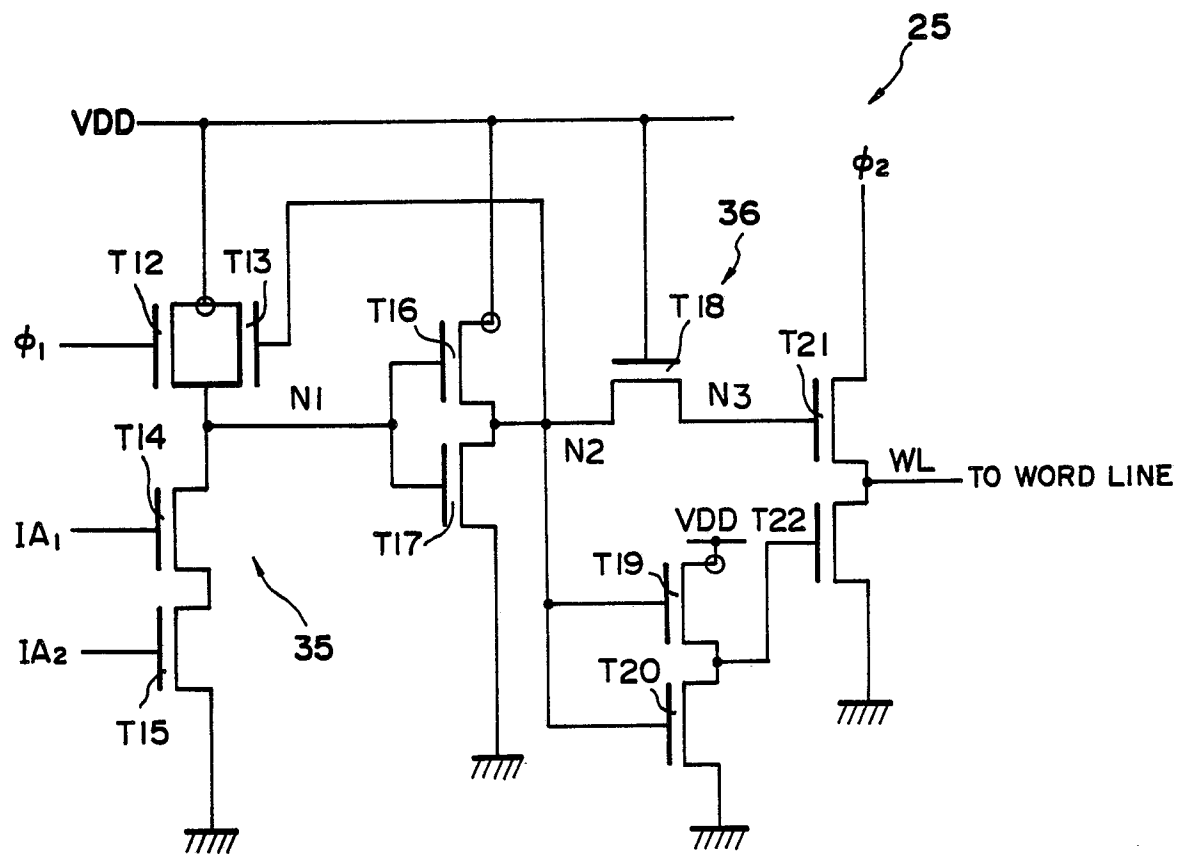 25
VDD
ϕ2
36
T12
T13
T16
T18
T21
ϕ1
N1
N3
T14
N2
WL
TO WORD LINE
IA1
T17
VDD
T22
T19
35
IA2
T20
T15